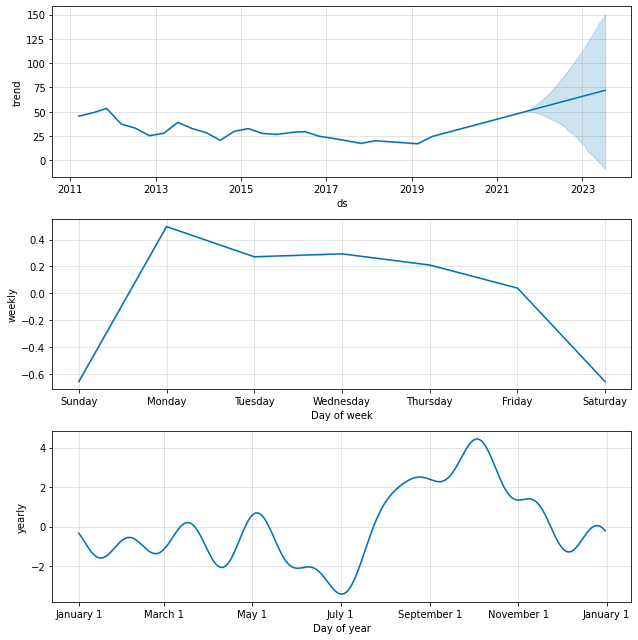 150
125
100
75
50
25
0
trend
2011 2013 2015 2017 2019 2021 2023
ds
0.4
0.2
0.0
−0.2
−0.4
−0.6
weekly
Sunday Monday Tuesday Wednesday Thursday Friday Saturday
Day of week
4
2
0
−2
yearly
January 1 March 1 May 1 July 1 September 1 November 1 January 1
Day of year